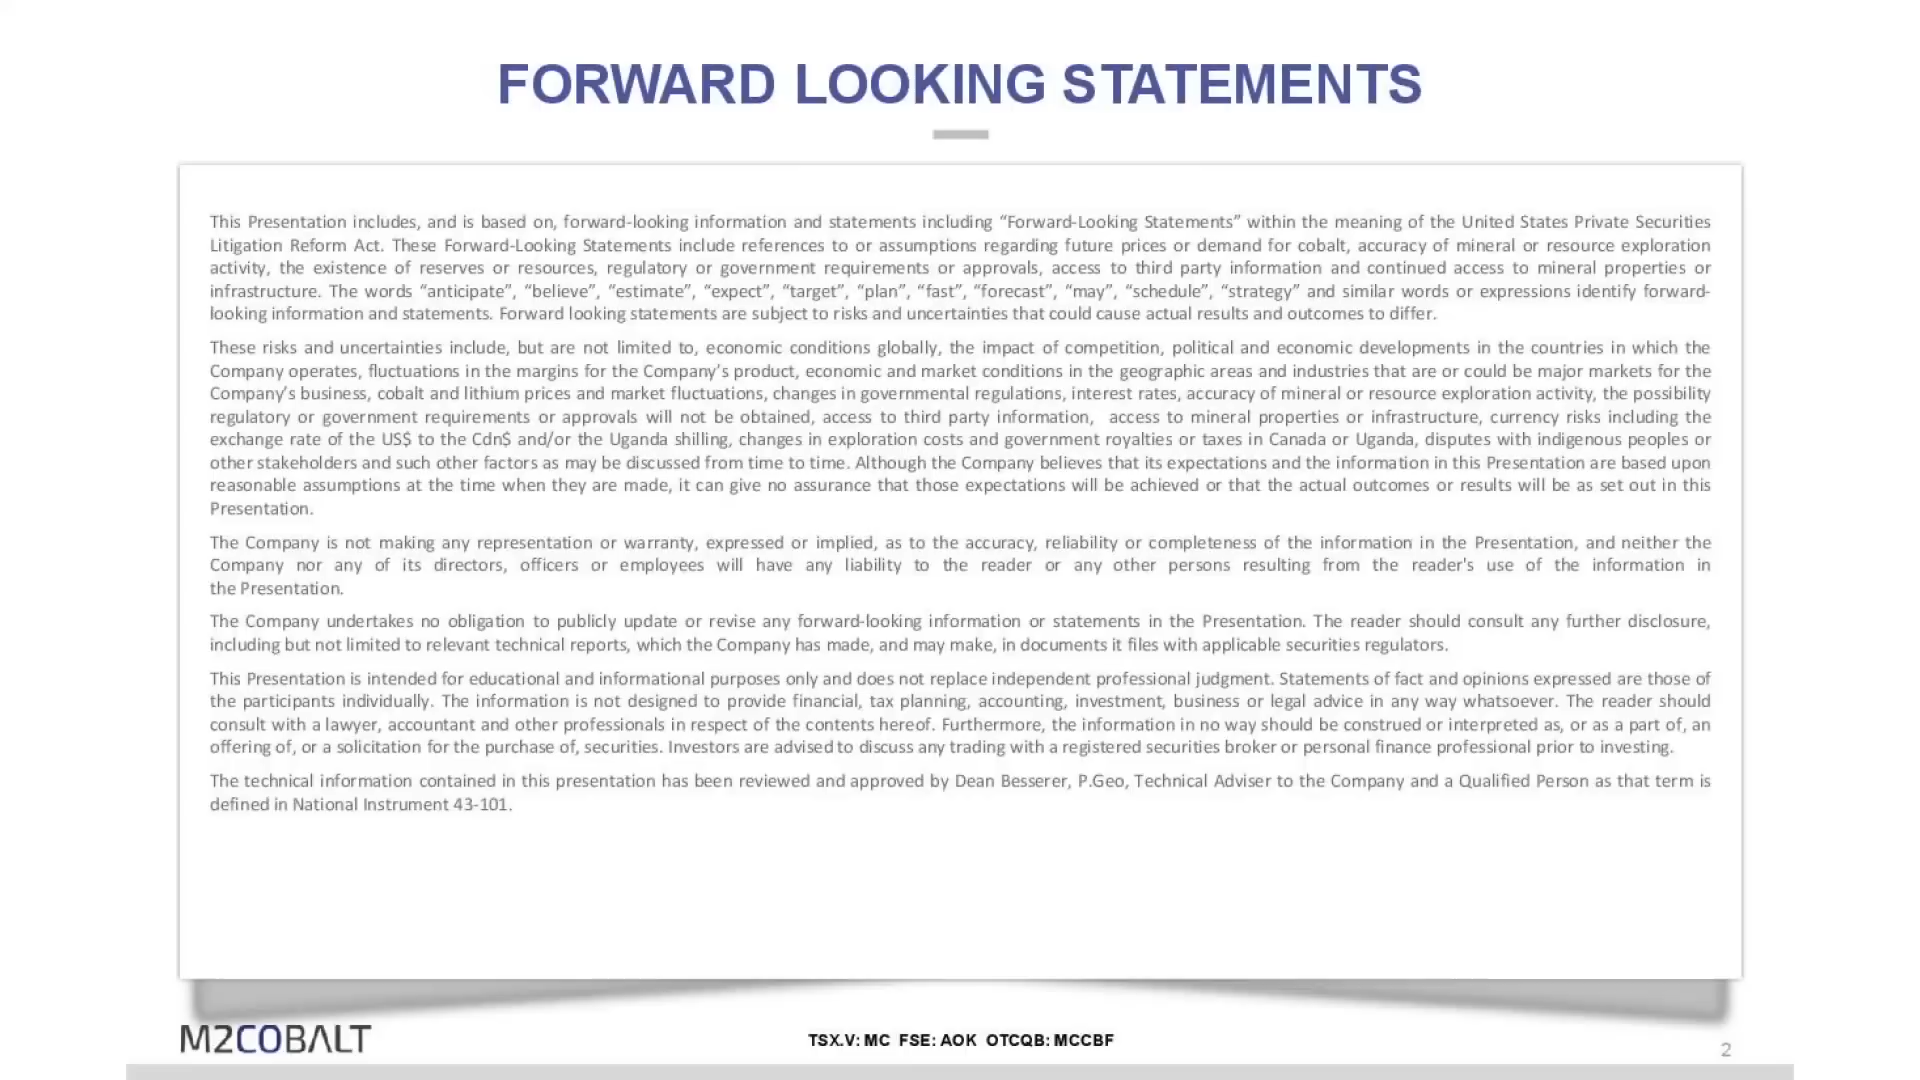 FORWARD LOOKING STATEMENTS
This Presentation includes, and is based on, forward-looking information and statements including “Forward-Looking Statements” within the meaning of the United States Private Securities
Litigation Reform Act. These Forward-Looking Statements include references to or assumptions regarding future prices or demand for cobalt, accuracy of mineral or resource exploration
activity, the existence of reserves or resources, regulatory or government requirements or approvals, access to third party information and continued access to mineral properties or
infrastructure. The words “anticipate”, “believe”, “estimate”, “expect”, “target”, “plan”, “fast”, “forecast”, “may”, “schedule”, “strategy” and similar words or expressions identify forward-
looking information and statements. Forward looking statements are subject to risks and uncertainties that could cause actual results and outcomes to differ.
These risks and uncertainties include, but are not limited to, economic conditions globally, the impact of competition, political and economic developments in the countries in which the
Company operates, fluctuations in the margins for the Company’s product, economic and market conditions in the geographic areas and industries that are or could be major markets for the
Company’s business, cobalt and lithium prices and market fluctuations, changes in governmental regulations, interest rates, accuracy of mineral or resource exploration activity, the possibility
regulatory or government requirements or approvals will not be obtained, access to third party information, access to mineral properties or infrastructure, currency risks including the
exchange rate of the US$ to the Cdn$ and/or the Uganda shilling, changes in exploration costs and government royalties or taxes in Canada or Uganda, disputes with indigenous peoples or
other stakeholders and such other factors as may be discussed from time to time. Although the Company believes that its expectations and the information in this Presentation are based upon
reasonable assumptions at the time when they are made, it can give no assurance that those expectations will be achieved or that the actual outcomes or results will be as set out in this
Presentation.
The Company is not making any representation or warranty, expressed or implied, as to the accuracy, reliability or completeness of the information in the Presentation, and neither the
Company nor any of its directors, officers or employees will have any liability to the reader or any other persons resulting from the reader's use of the information in
the Presentation.
The Company undertakes no obligation to publicly update or revise any forward-looking information or statements in the Presentation. The reader should consult any further disclosure,
including but not limited to relevant technical reports, which the Company has made, and may make, in documents it files with applicable securities regulators.
This Presentation is intended for educational and informational purposes only and does not replace independent professional judgment. Statements of fact and opinions expressed are those of
the participants individually. The information is not designed to provide financial, tax planning, accounting, investment, business or legal advice in any way whatsoever. The reader should
consult with a lawyer, accountant and other professionals in respect of the contents hereof. Furthermore, the information in no way should be construed or interpreted as, or as a part of, an
offering of, or a solicitation for the purchase of, securities. Investors are advised to discuss any trading with a registered securities broker or personal finance professional prior to investing.
The technical information contained in this presentation has been reviewed and approved by Dean Besserer, P.Geo, Technical Adviser to the Company and a Qualified Person as that term is
defined in National Instrument 43-101.
M2COBALT
TSX.V: MC FSE: AOK OTCQB: MCCBF
2